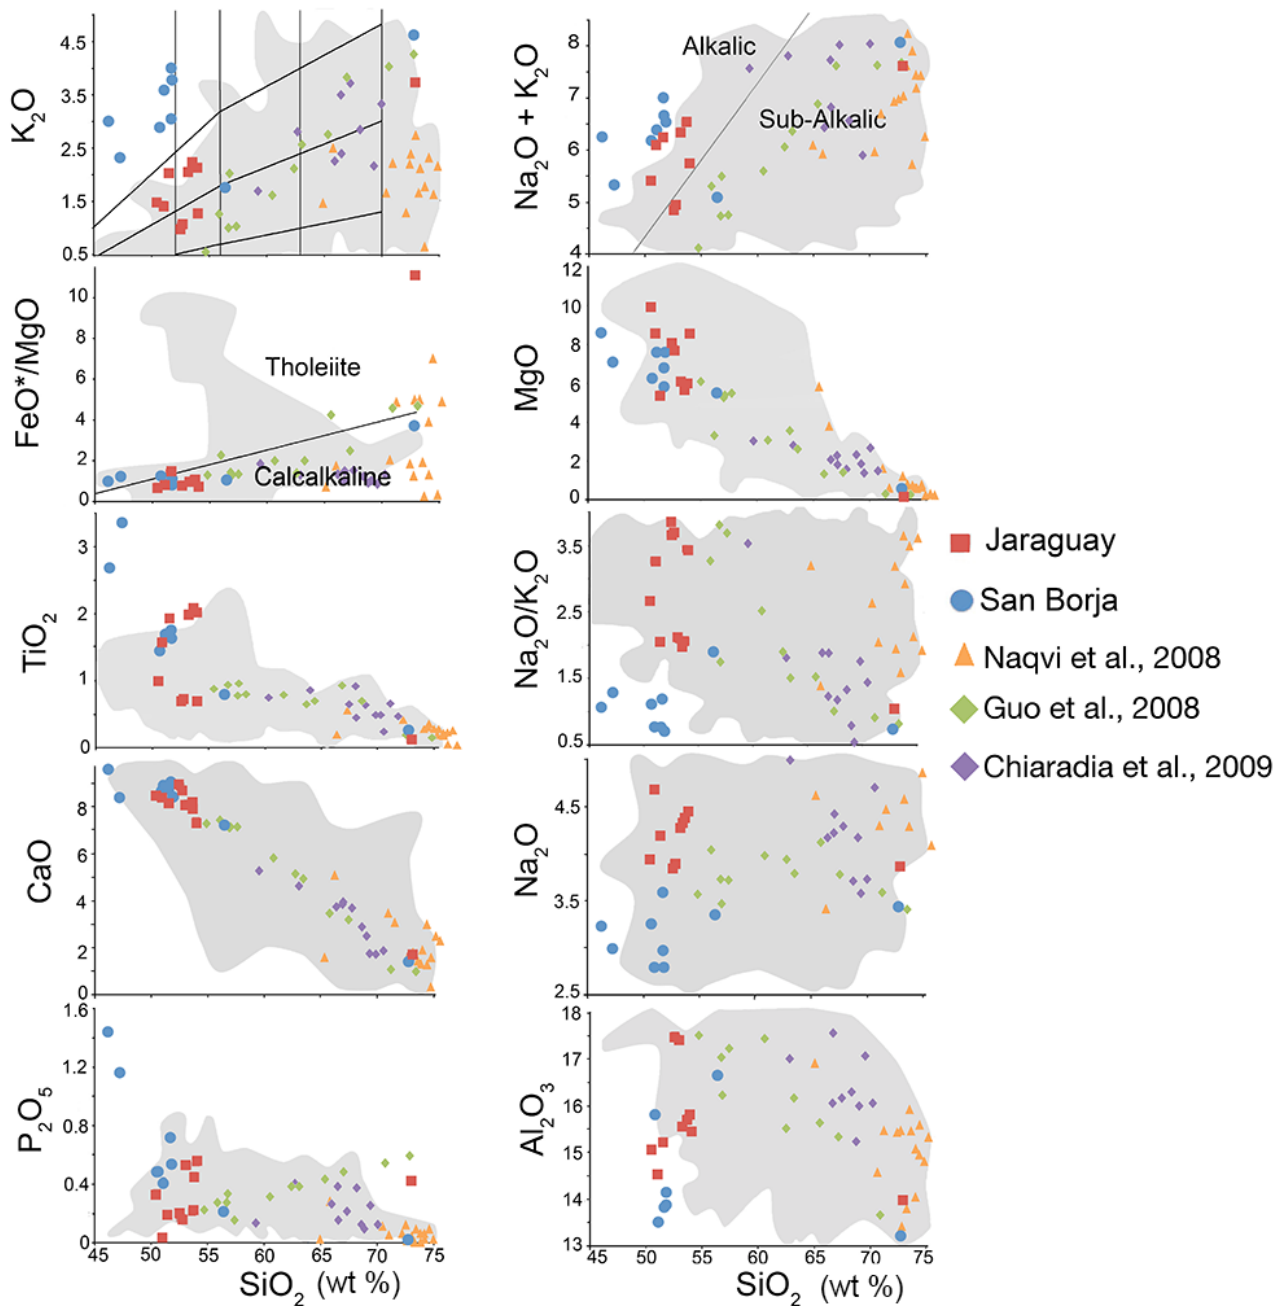 K2O
4.5
3.5
2.5
1.5
0.5
Na2O + K2O
8
7
6
5
4
Alkalic
Sub-Alkalic
FeO*/MgO
10
8
6
4
2
0
Tholeiite
Calcalkaline
MgO
12
10
8
6
4
2
0
TiO2
3
2
1
0
Na2O/K2O
3.5
2.5
1.5
0.5
Jaraguay
San Borja
Naqvi et al., 2008
Guo et al., 2008
Chiaradia et al., 2009
CaO
8
6
4
2
0
Na2O
4.5
3.5
2.5
P2O5
1.6
1.2
0.8
0.4
0
45 50 55 60 65 70 75
SiO2 (wt %)
Al2O3
18
17
16
15
14
13
45 50 55 60 65 70 75
SiO2 (wt %)